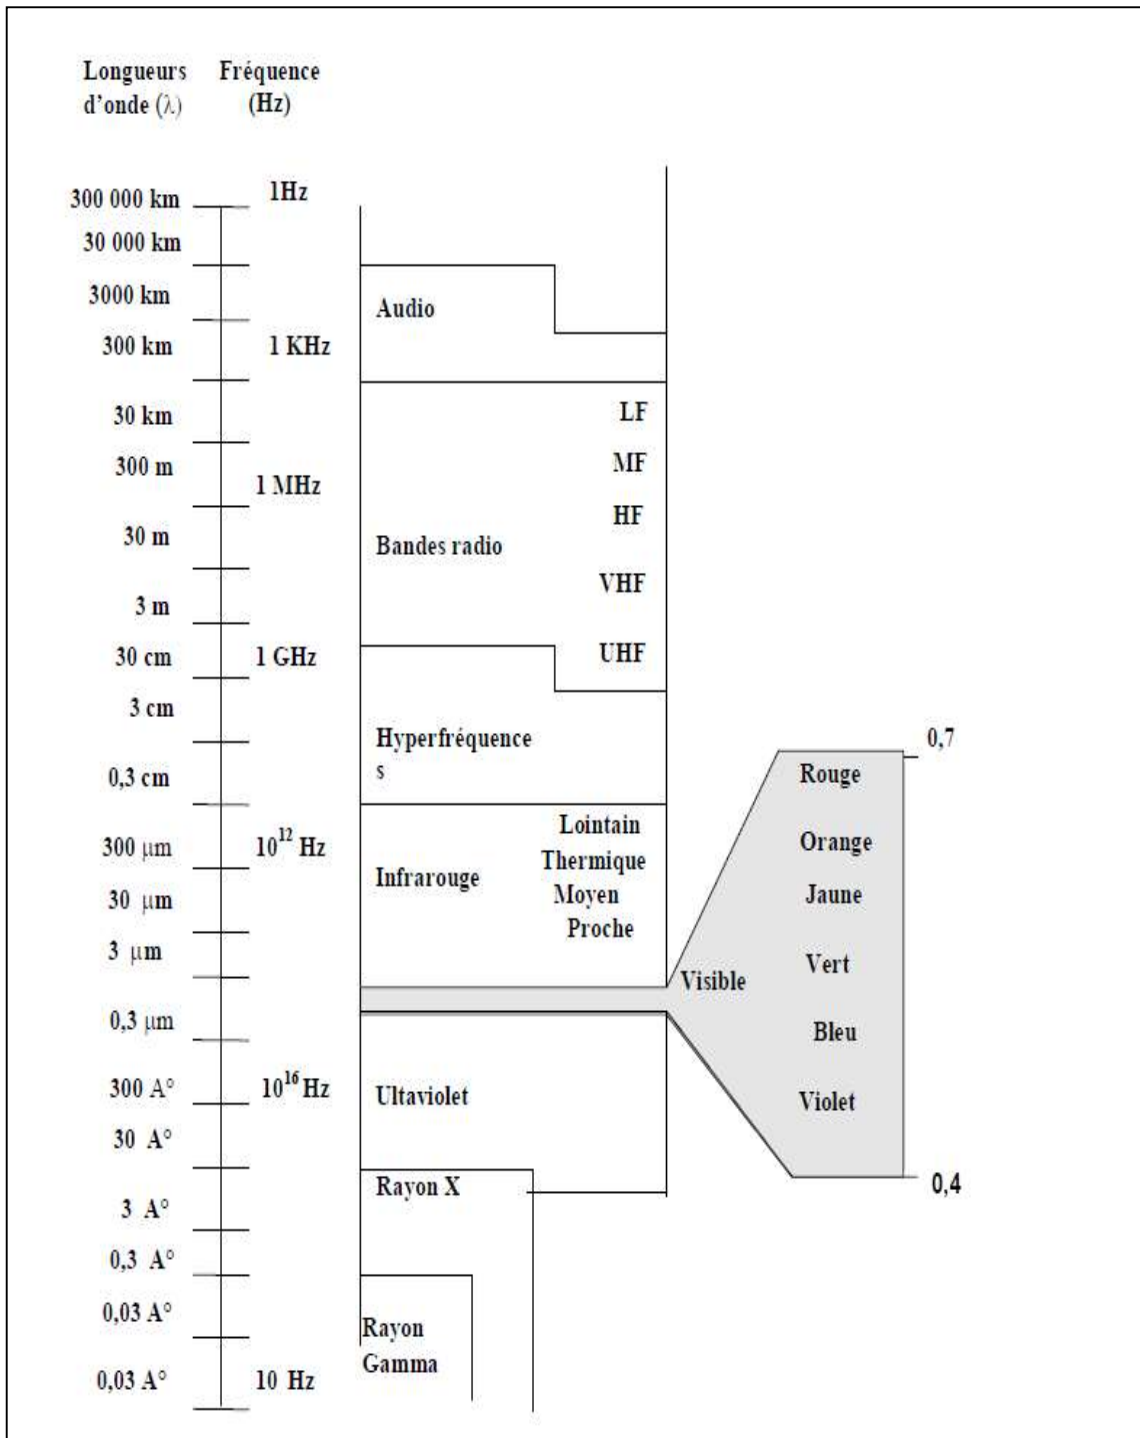 Longueurs d'onde (λ)
Fréquence (Hz)
300 000 km
1Hz
30 000 km
3000 km
Audio
300 km
1 KHz
30 km
LF
300 m
MF
1 MHz
HF
30 m
Bandes radio
VHF
3 m
30 cm
1 GHz
UHF
3 cm
Hyperfréquence
s
0,7
Rouge
0,3 cm
Lointain
Orange
300 µm
10¹² Hz
Thermique
Infrarouge
Moyen
Jaune
30 µm
Proche
3 µm
Vert
Visible
0,3 µm
Bleu
300 A°
10¹⁶ Hz
Ultaviolet
Violet
30 A°
Rayon X
0,4
3 A°
0,3 A°
0,03 A°
Rayon
Gamma
0,03 A°
10 Hz